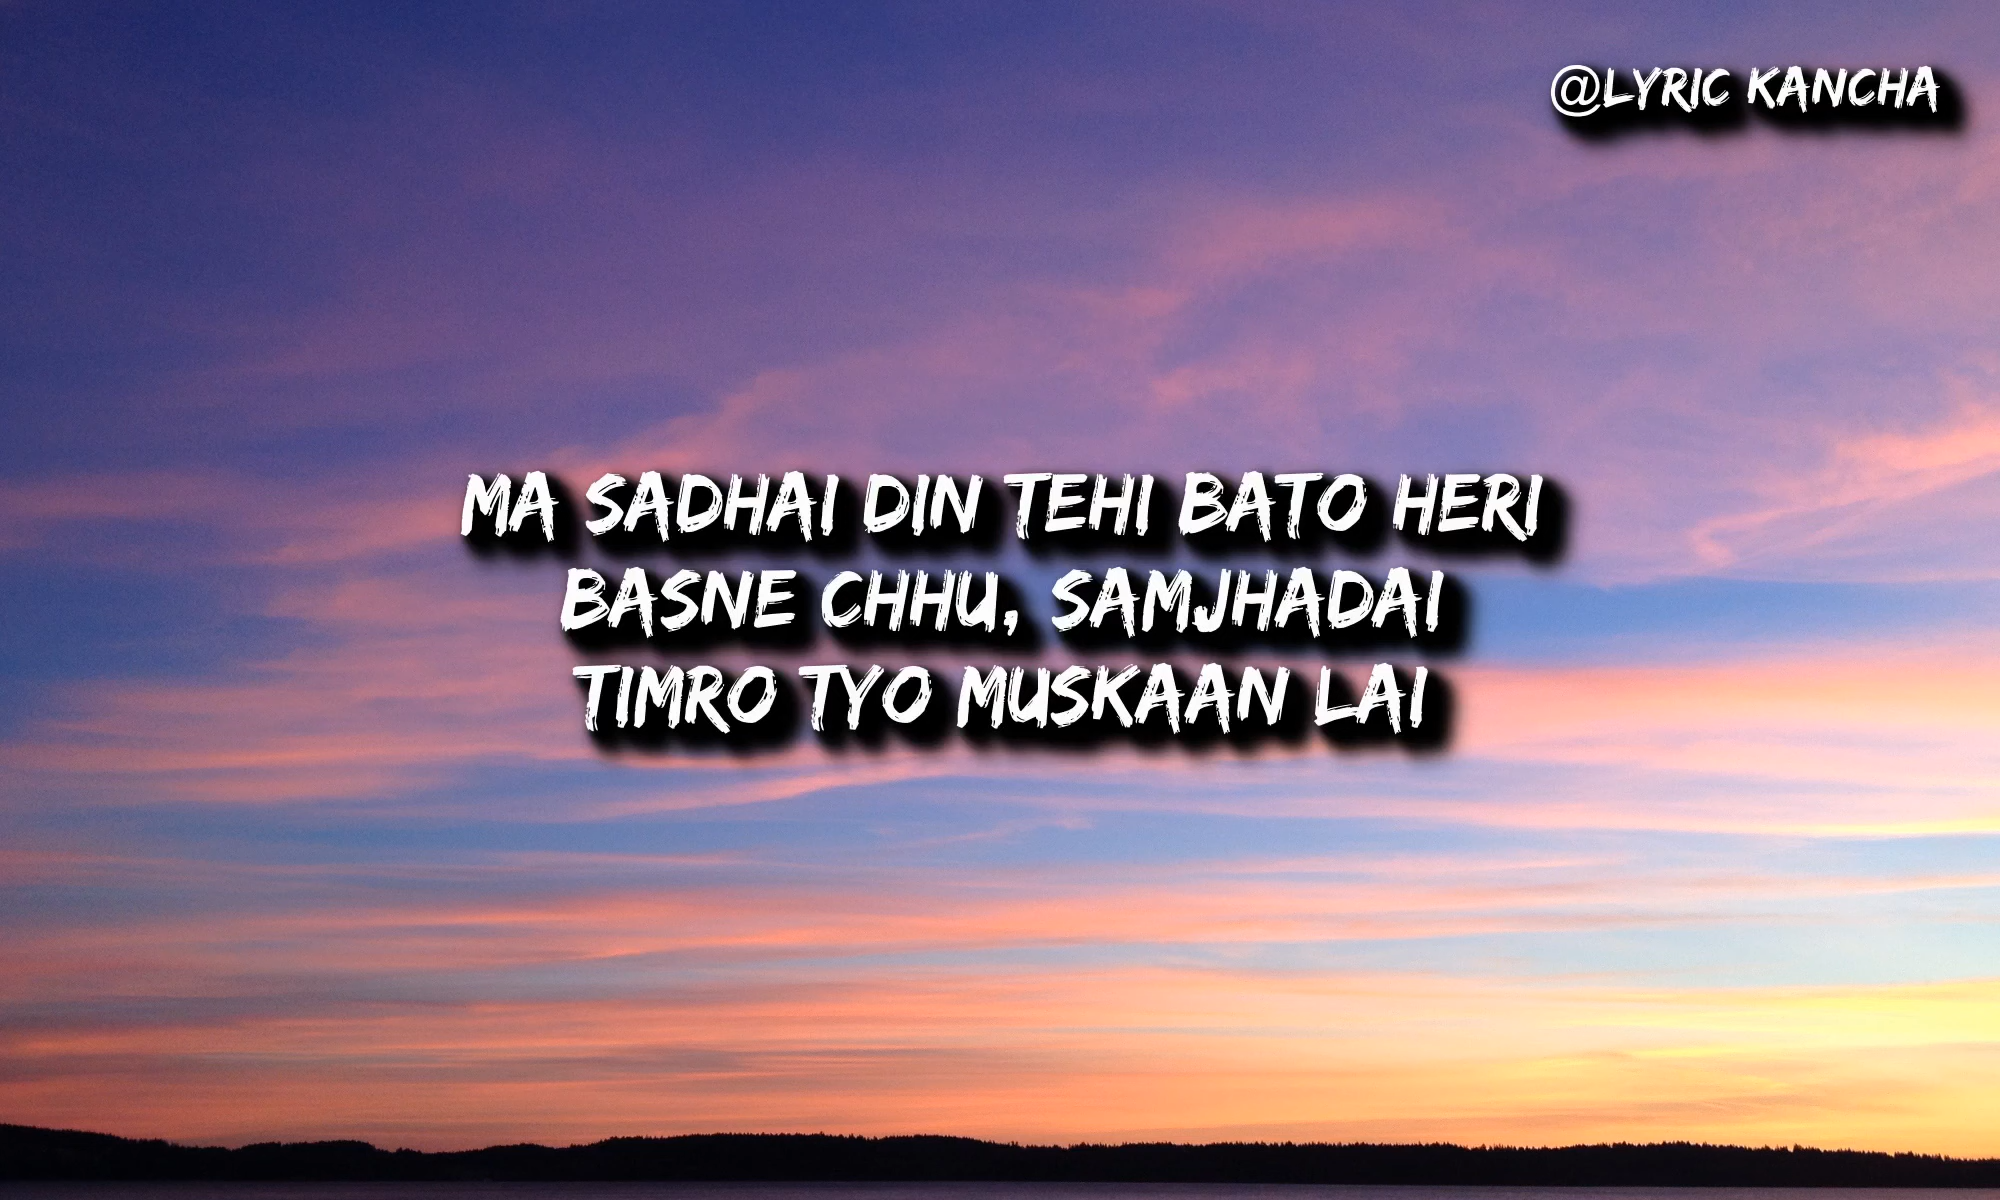 @LYRIC KANCHA
MA SADHAI DIN TEHI BATO HERI
BASNE CHHU, SAMJHADAI
TIMRO TYO MUSKAAN LAI